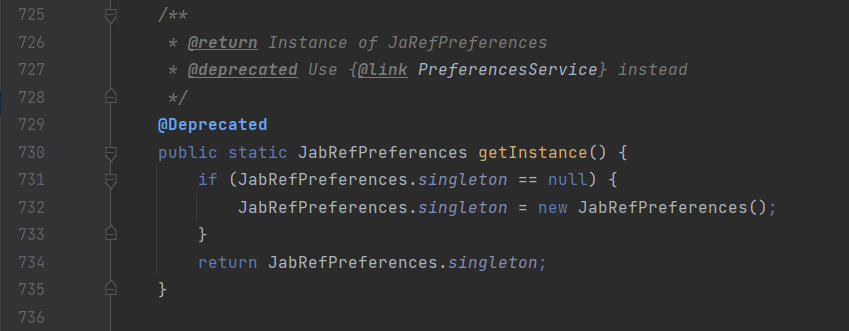 725 /**
726 * @return Instance of JaRefPreferences
727 * @deprecated Use {@link PreferencesService} instead
728 */
729 @Deprecated
730 public static JabRefPreferences getInstance() {
731 if (JabRefPreferences.singleton == null) {
732 JabRefPreferences.singleton = new JabRefPreferences();
733 }
734 return JabRefPreferences.singleton;
735 }
736